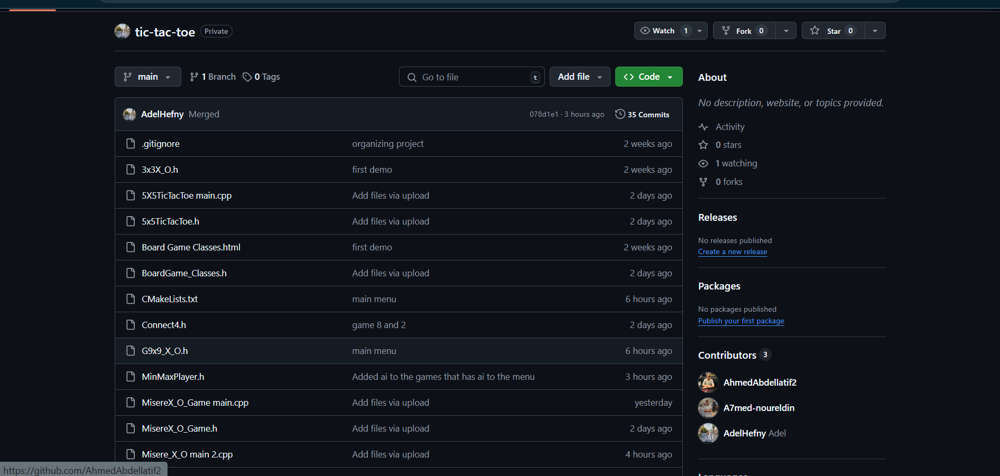 tic-tac-toe Private
Watch 1 Fork 0 Star 0
main 1 Branch 0 Tags Go to file t Add file Code
AdelHefny Merged 078d1e1 · 3 hours ago 35 Commits
.gitignore organizing project 2 weeks ago
3x3X_O.h first demo 2 weeks ago
5X5TicTacToe main.cpp Add files via upload 2 days ago
5x5TicTacToe.h Add files via upload 2 days ago
Board Game Classes.html first demo 2 weeks ago
BoardGame_Classes.h Add files via upload 2 days ago
CMakeLists.txt main menu 6 hours ago
Connect4.h game 8 and 2 2 days ago
G9x9_X_O.h main menu 6 hours ago
MinMaxPlayer.h Added ai to the games that has ai to the menu 3 hours ago
MisereX_O_Game main.cpp Add files via upload yesterday
MisereX_O_Game.h Add files via upload 2 days ago
Misere_X_O main 2.cpp Add files via upload 4 hours ago
About
No description, website, or topics provided.
Activity
0 stars
1 watching
0 forks
Releases
No releases published
Create a new release
Packages
No packages published
Publish your first package
Contributors 3
AhmedAbdellatif2
A7med-noureldin
AdelHefny Adel
https://github.com/AhmedAbdellatif2